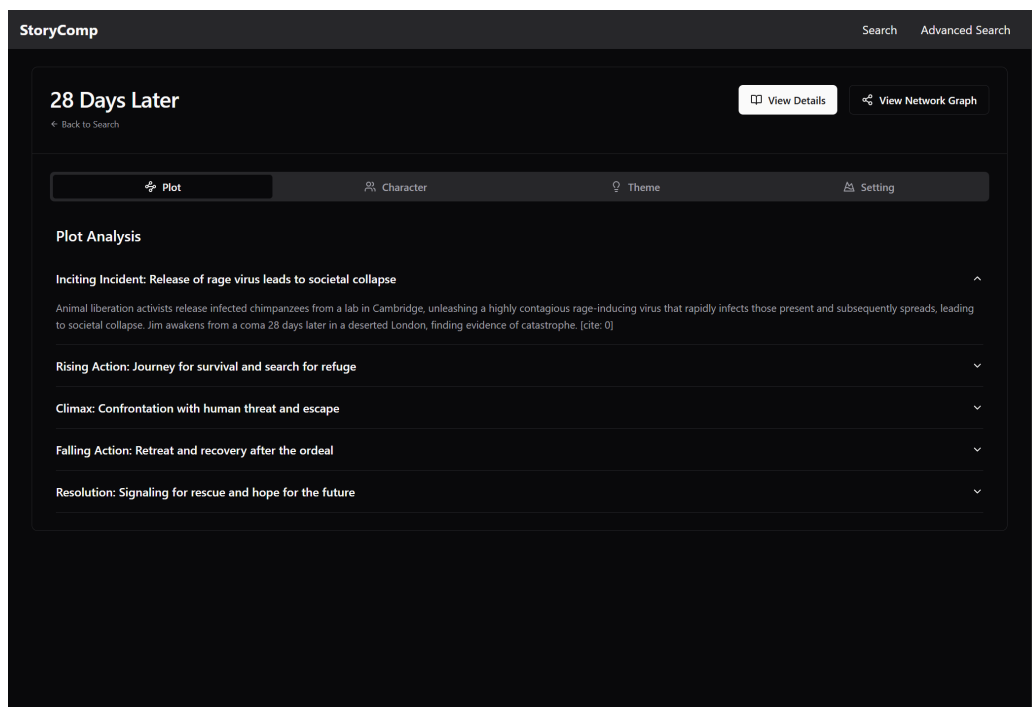 StoryComp
Search
Advanced Search
28 Days Later
← Back to Search
View Details
View Network Graph
Plot
Character
Theme
Setting
Plot Analysis
Inciting Incident: Release of rage virus leads to societal collapse
Animal liberation activists release infected chimpanzees from a lab in Cambridge, unleashing a highly contagious rage-inducing virus that rapidly infects those present and subsequently spreads, leading
to societal collapse. Jim awakens from a coma 28 days later in a deserted London, finding evidence of catastrophe. [cite: 0]
Rising Action: Journey for survival and search for refuge
Climax: Confrontation with human threat and escape
Falling Action: Retreat and recovery after the ordeal
Resolution: Signaling for rescue and hope for the future